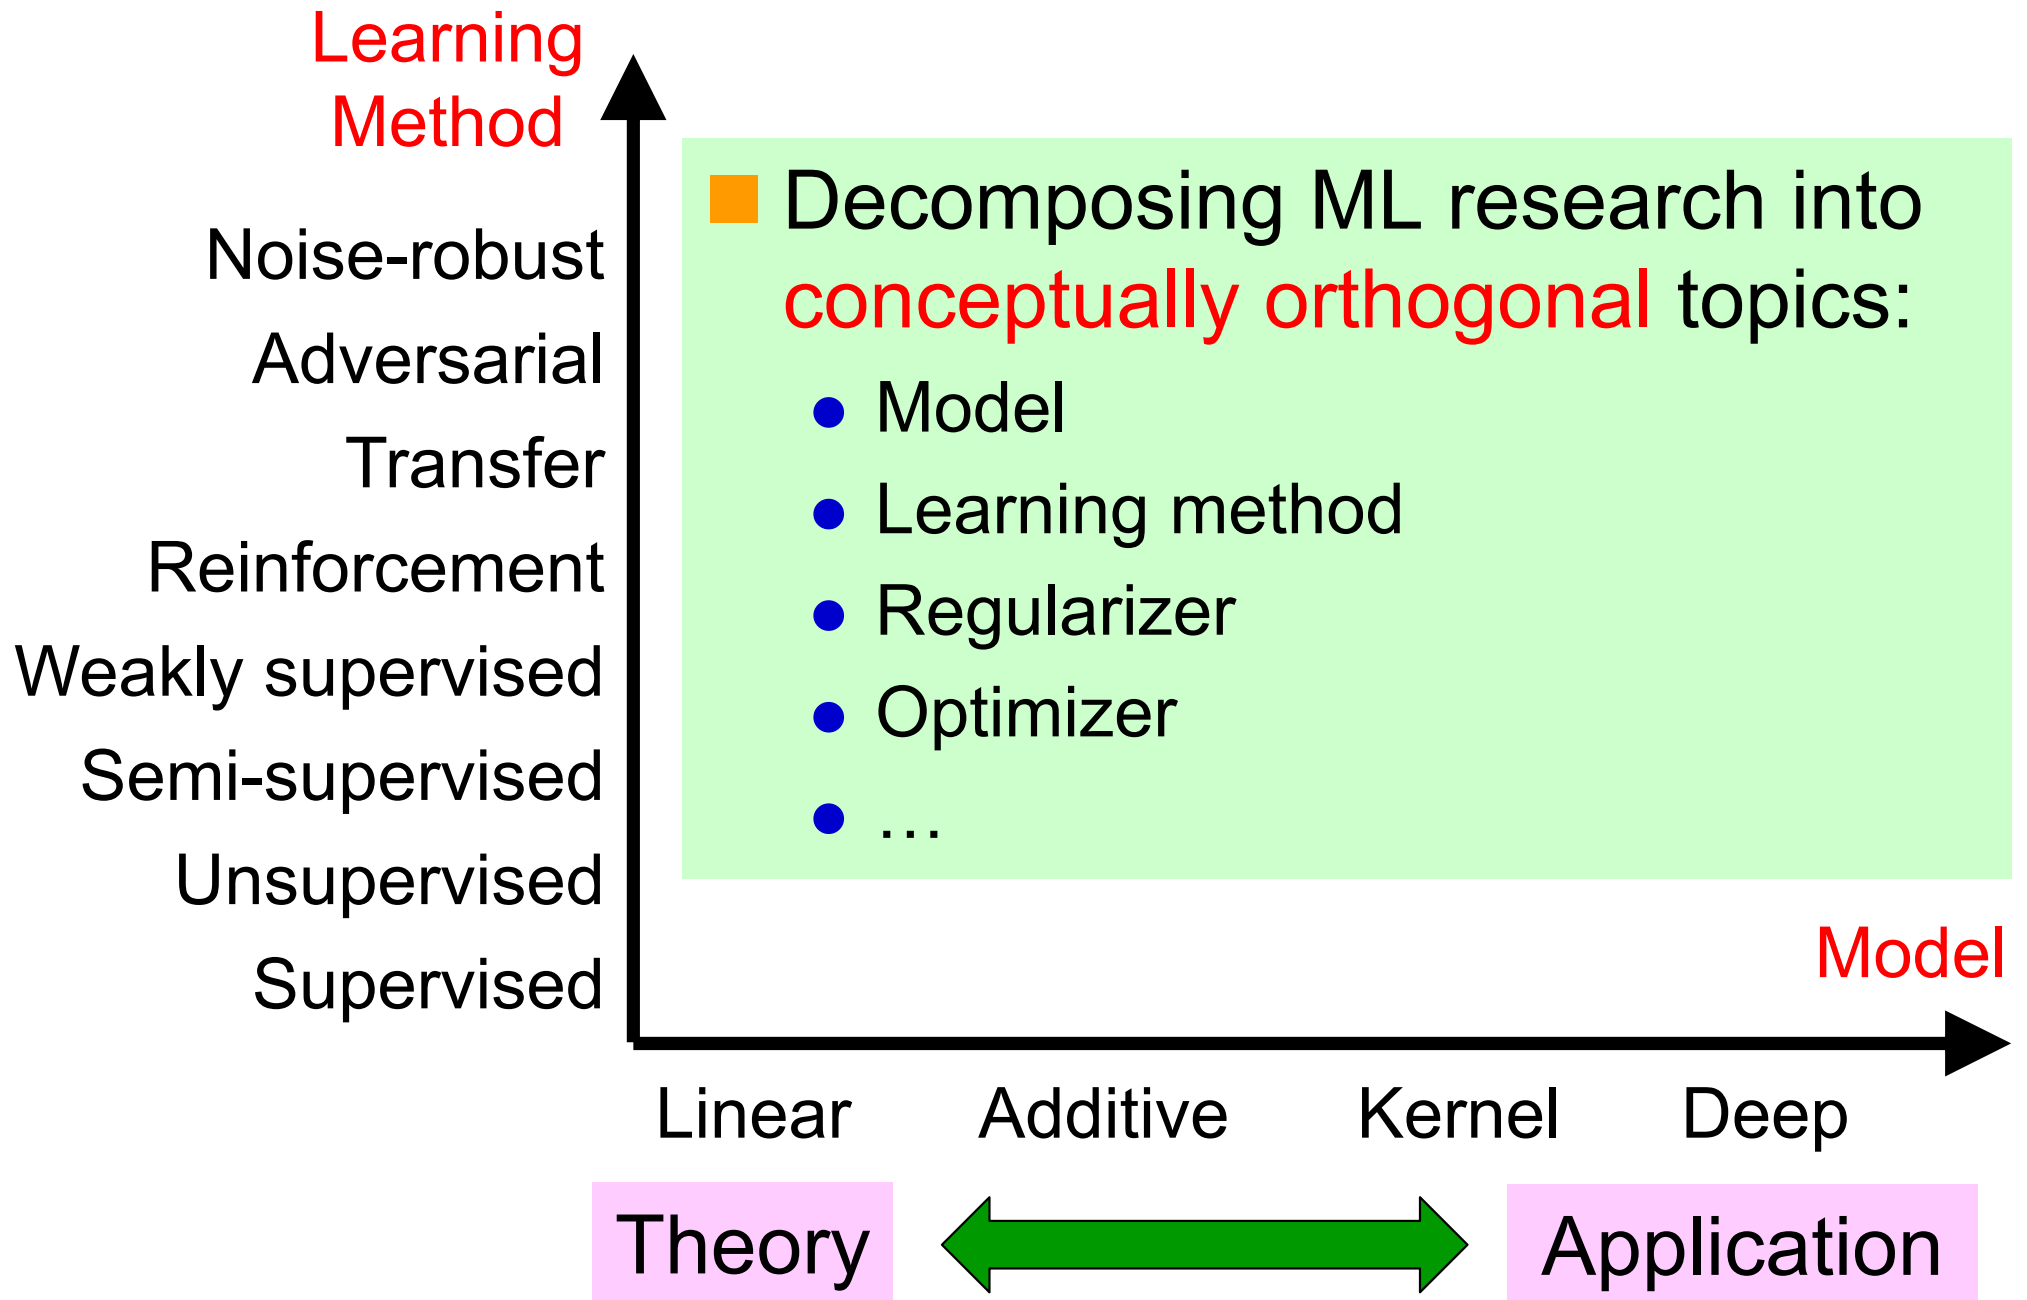 Learning
Method
Noise-robust
Adversarial
Transfer
Reinforcement
Weakly supervised
Semi-supervised
Unsupervised
Supervised
Decomposing ML research into
conceptually orthogonal topics:
Model
Learning method
Regularizer
Optimizer
…
Model
Linear Additive Kernel Deep
Theory Application